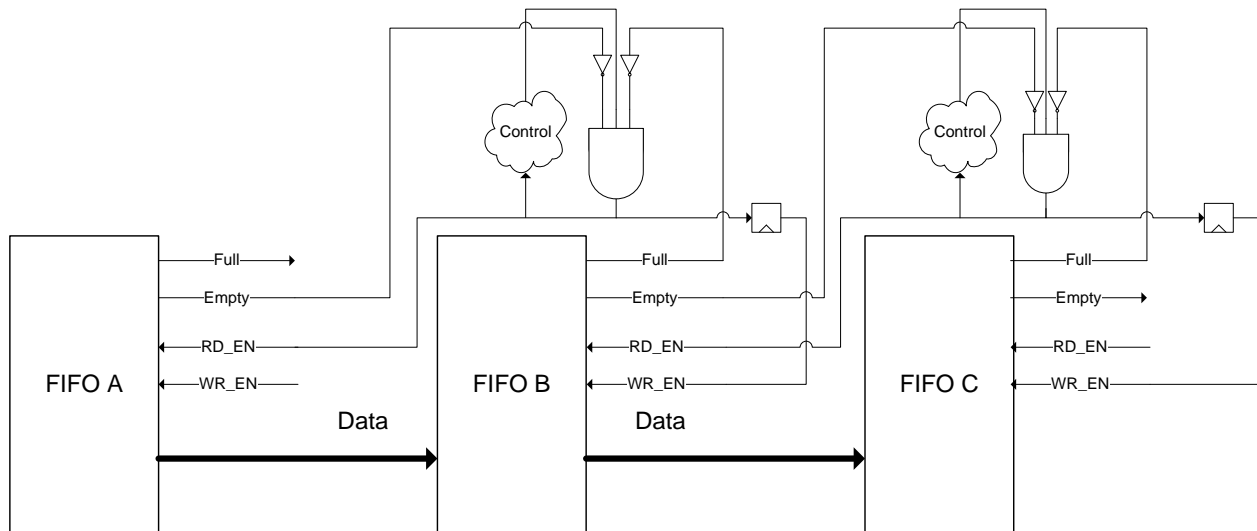 Control
Control
Full
Full
Full
Empty
Empty
Empty
RD_EN
RD_EN
RD_EN
FIFO A
FIFO B
FIFO C
WR_EN
WR_EN
WR_EN
Data
Data